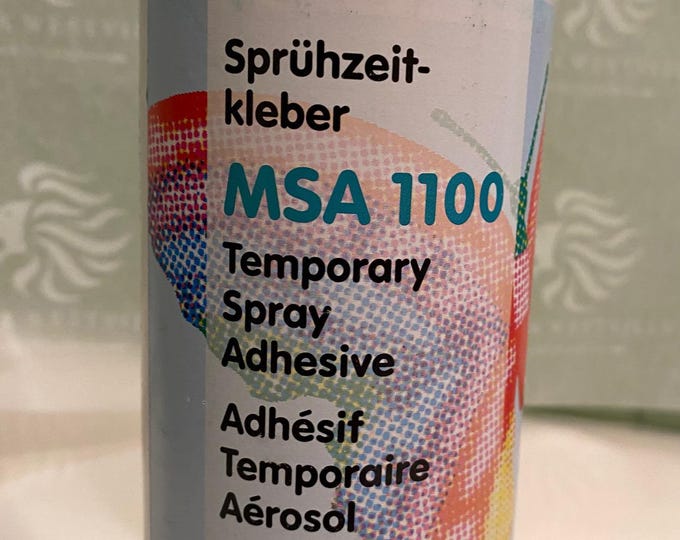 Sprühzeit-
kleber
MSA 1100
Temporary
Spray
Adhesive
Adhésif
Temporaire
Aérosol